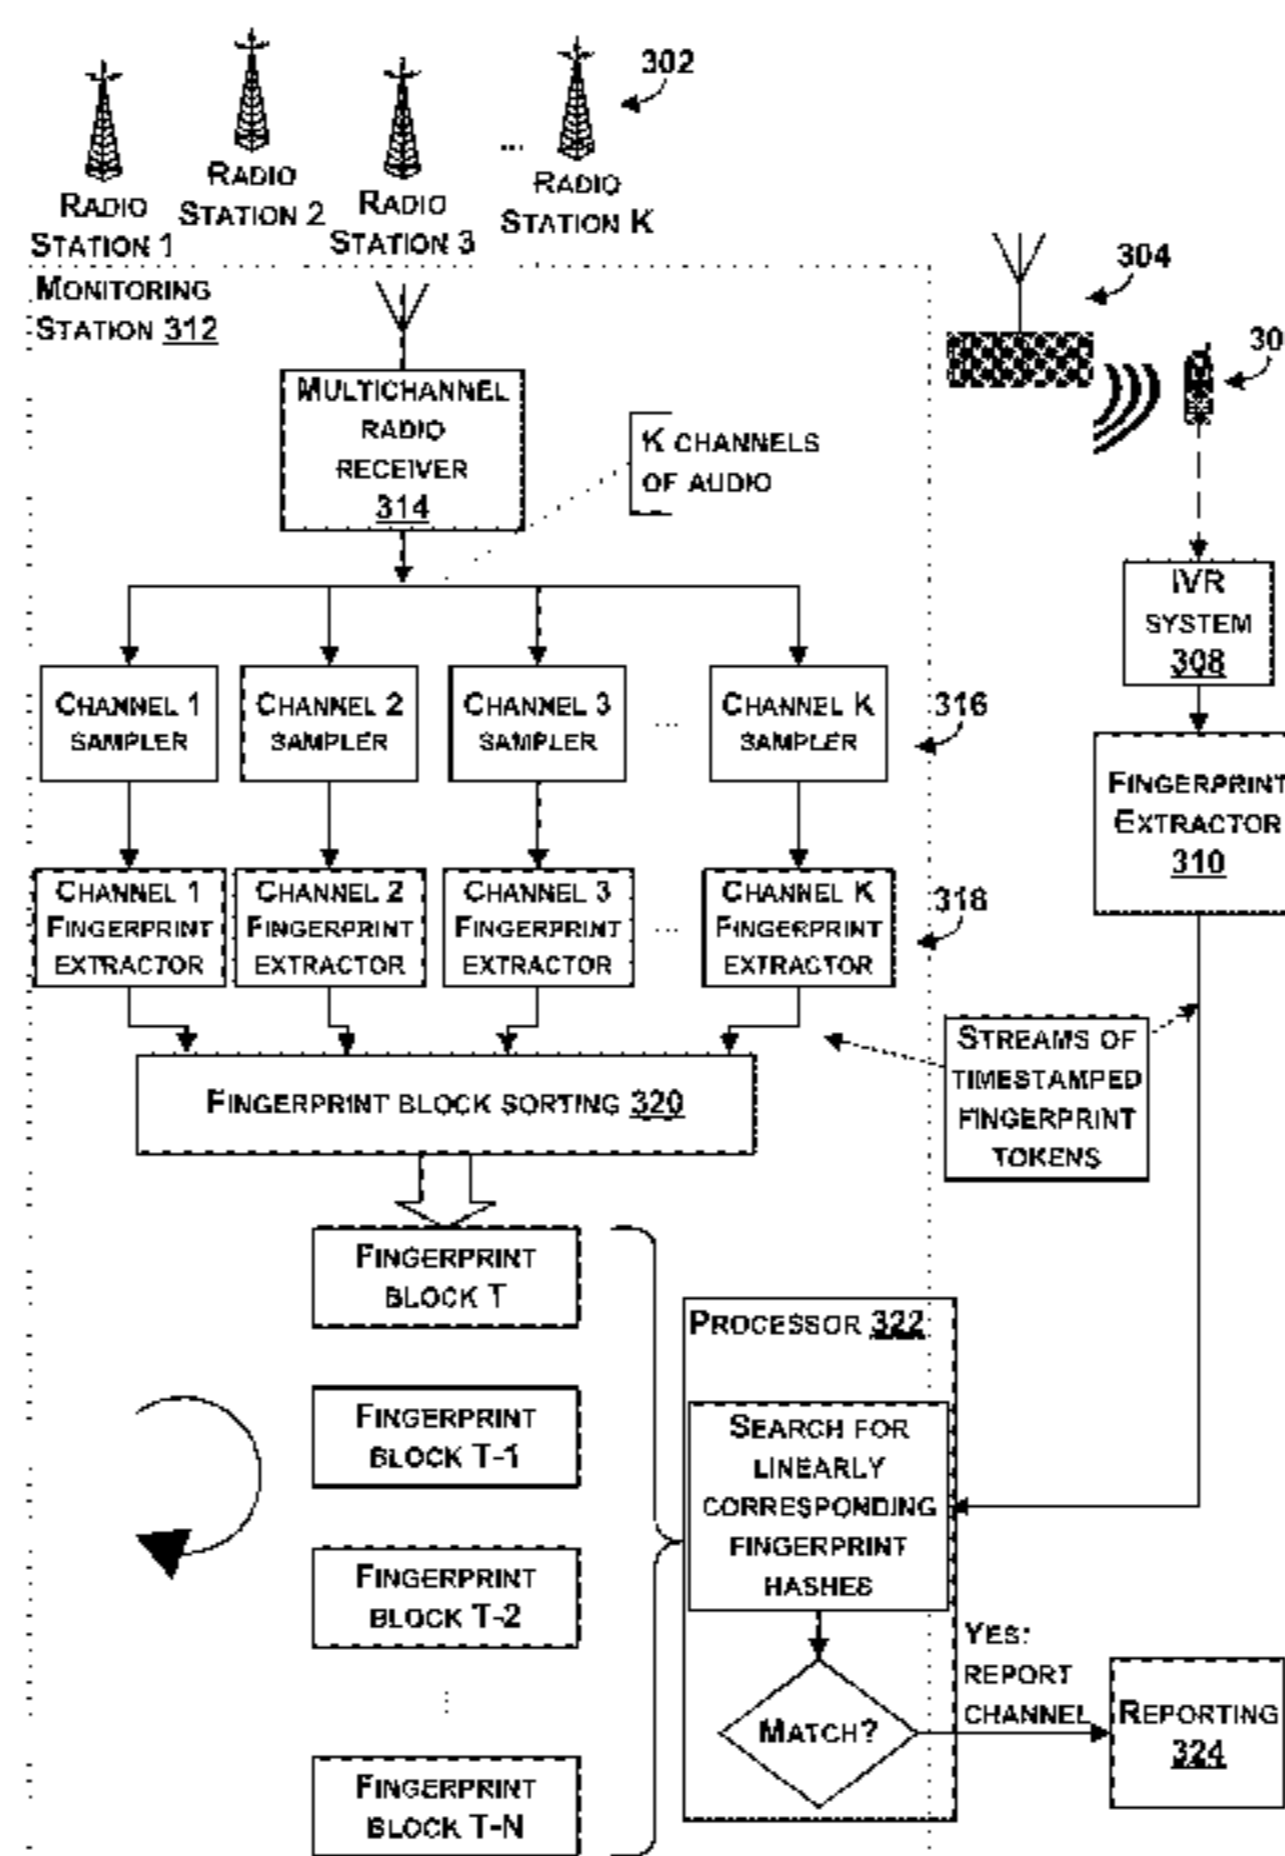 302
RADIO
STATION 1
RADIO
STATION 2
RADIO
STATION 3
...
RADIO
STATION K
MONITORING
STATION 312
304
30
MULTICHANNEL
RADIO
RECEIVER
314
K CHANNELS
OF AUDIO
IVR
SYSTEM
308
CHANNEL 1
SAMPLER
CHANNEL 2
SAMPLER
CHANNEL 3
SAMPLER
...
CHANNEL K
SAMPLER
316
FINGERPRINT
EXTRACTOR
310
CHANNEL 1
FINGERPRINT
EXTRACTOR
CHANNEL 2
FINGERPRINT
EXTRACTOR
CHANNEL 3
FINGERPRINT
EXTRACTOR
...
CHANNEL K
FINGERPRINT
EXTRACTOR
318
STREAMS OF
TIMESTAMPED
FINGERPRINT
TOKENS
FINGERPRINT BLOCK SORTING 320
FINGERPRINT
BLOCK T
FINGERPRINT
BLOCK T-1
FINGERPRINT
BLOCK T-2
...
FINGERPRINT
BLOCK T-N
PROCESSOR 322
SEARCH FOR
LINEARLY
CORRESPONDING
FINGERPRINT
HASHES
MATCH?
YES:
REPORT
CHANNEL
REPORTING
324